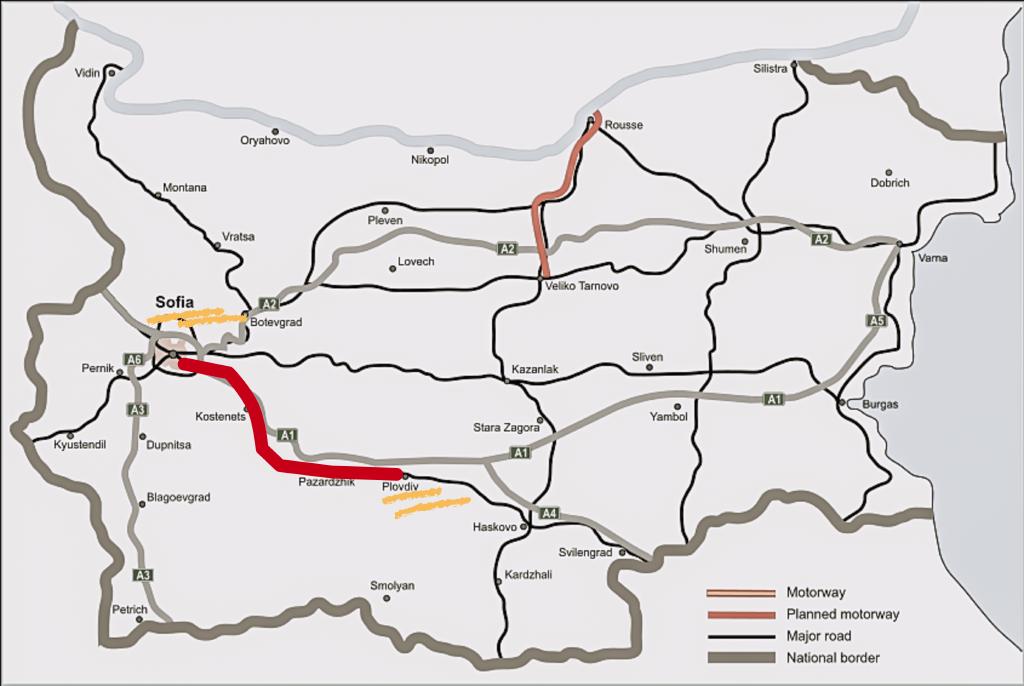 Vidin
Silistra
Rousse
Oryahovo
Nikopol
Dobrich
Montana
Pleven
Vratsa
A2
A2
Shumen
Varna
Lovech
Veliko Tarnovo
Sofia
A2
Botevgrad
A5
A6
Pernik
Kazanlak
Sliven
A3
Kostenets
A1
Burgas
Yambol
Stara Zagora
A1
A1
Kyustendil
Dupnitsa
Pazardzhik
Plovdiv
Blagoevgrad
A4
Haskovo
Svilengrad
A3
Kardzhali
Smolyan
Petrich
Motorway
Planned motorway
Major road
National border